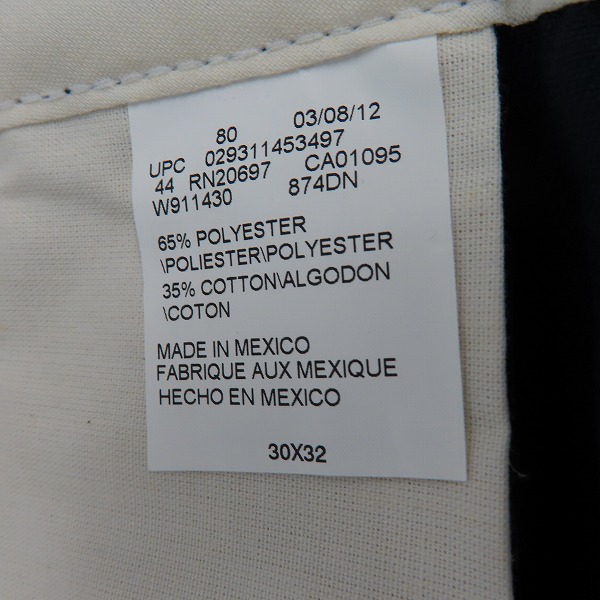 80 03/08/12
UPC 029311453497
44 RN20697 CA01095
W911430 874DN
65% POLYESTER
\POLIESTER\POLYESTER
35% COTTON\ALGODON
\COTON
MADE IN MEXICO
FABRIQUE AUX MEXIQUE
HECHO EN MEXICO
30X32